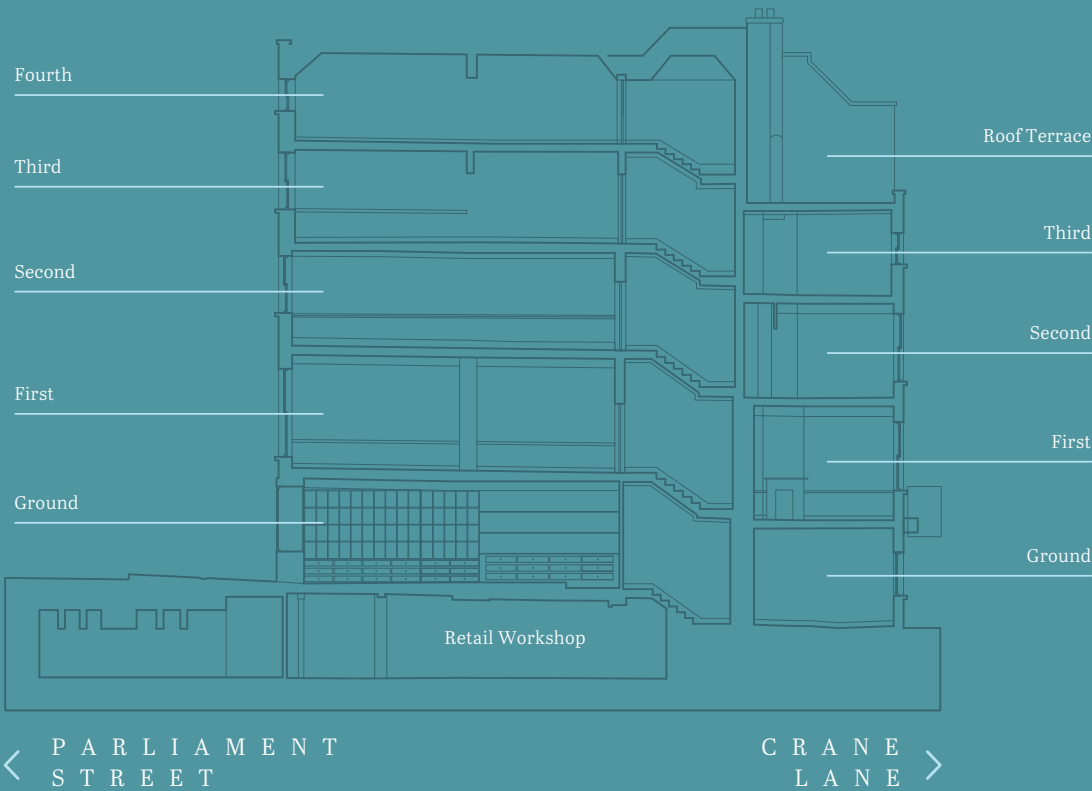 Fourth
Third
Second
First
Ground
Roof Terrace
Third
Second
First
Ground
Retail Workshop
PARLIAMENT
STREET
CRANE
LANE